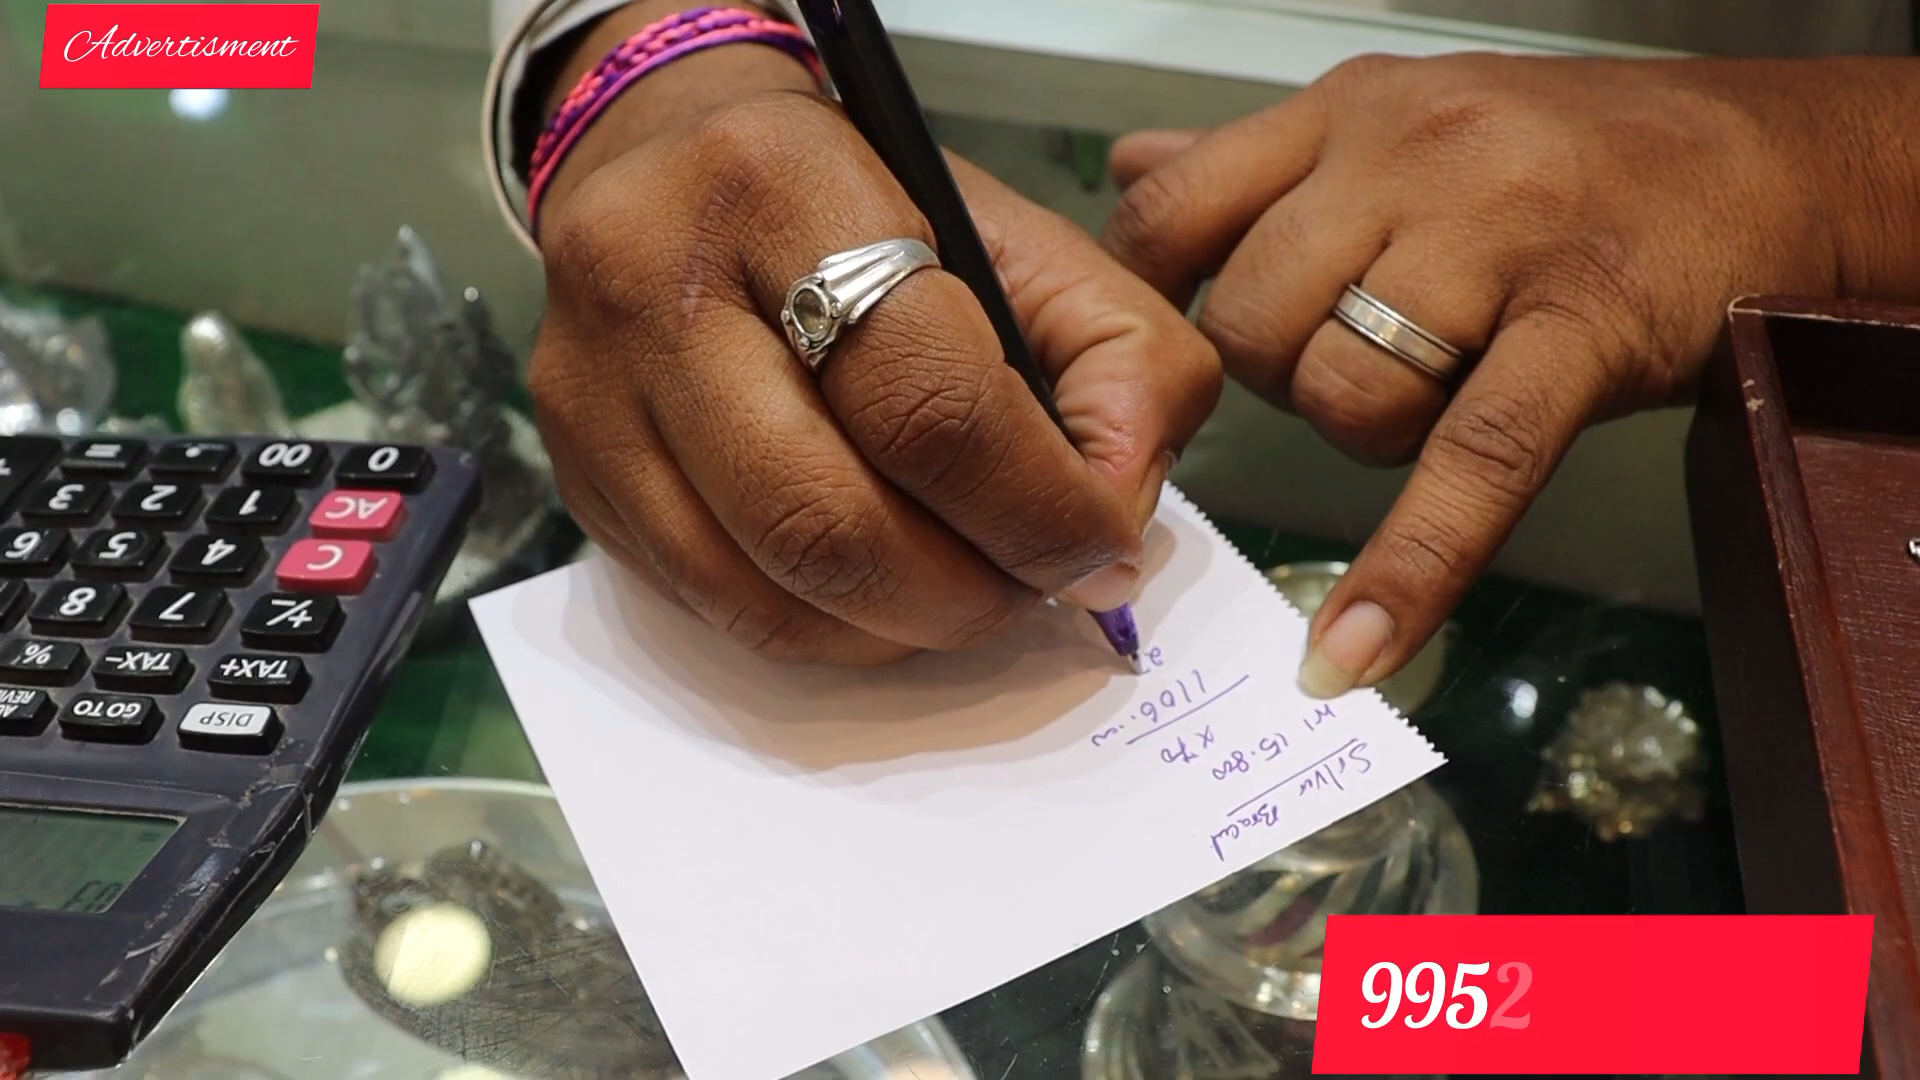 Advertisment
0 00 . =
AC 1 2 3
C 4 5 6
+/- 7 8
TAX+ TAX- %
DISP GO TO
Silver
wt 15.800
x 70
1106.00
9952